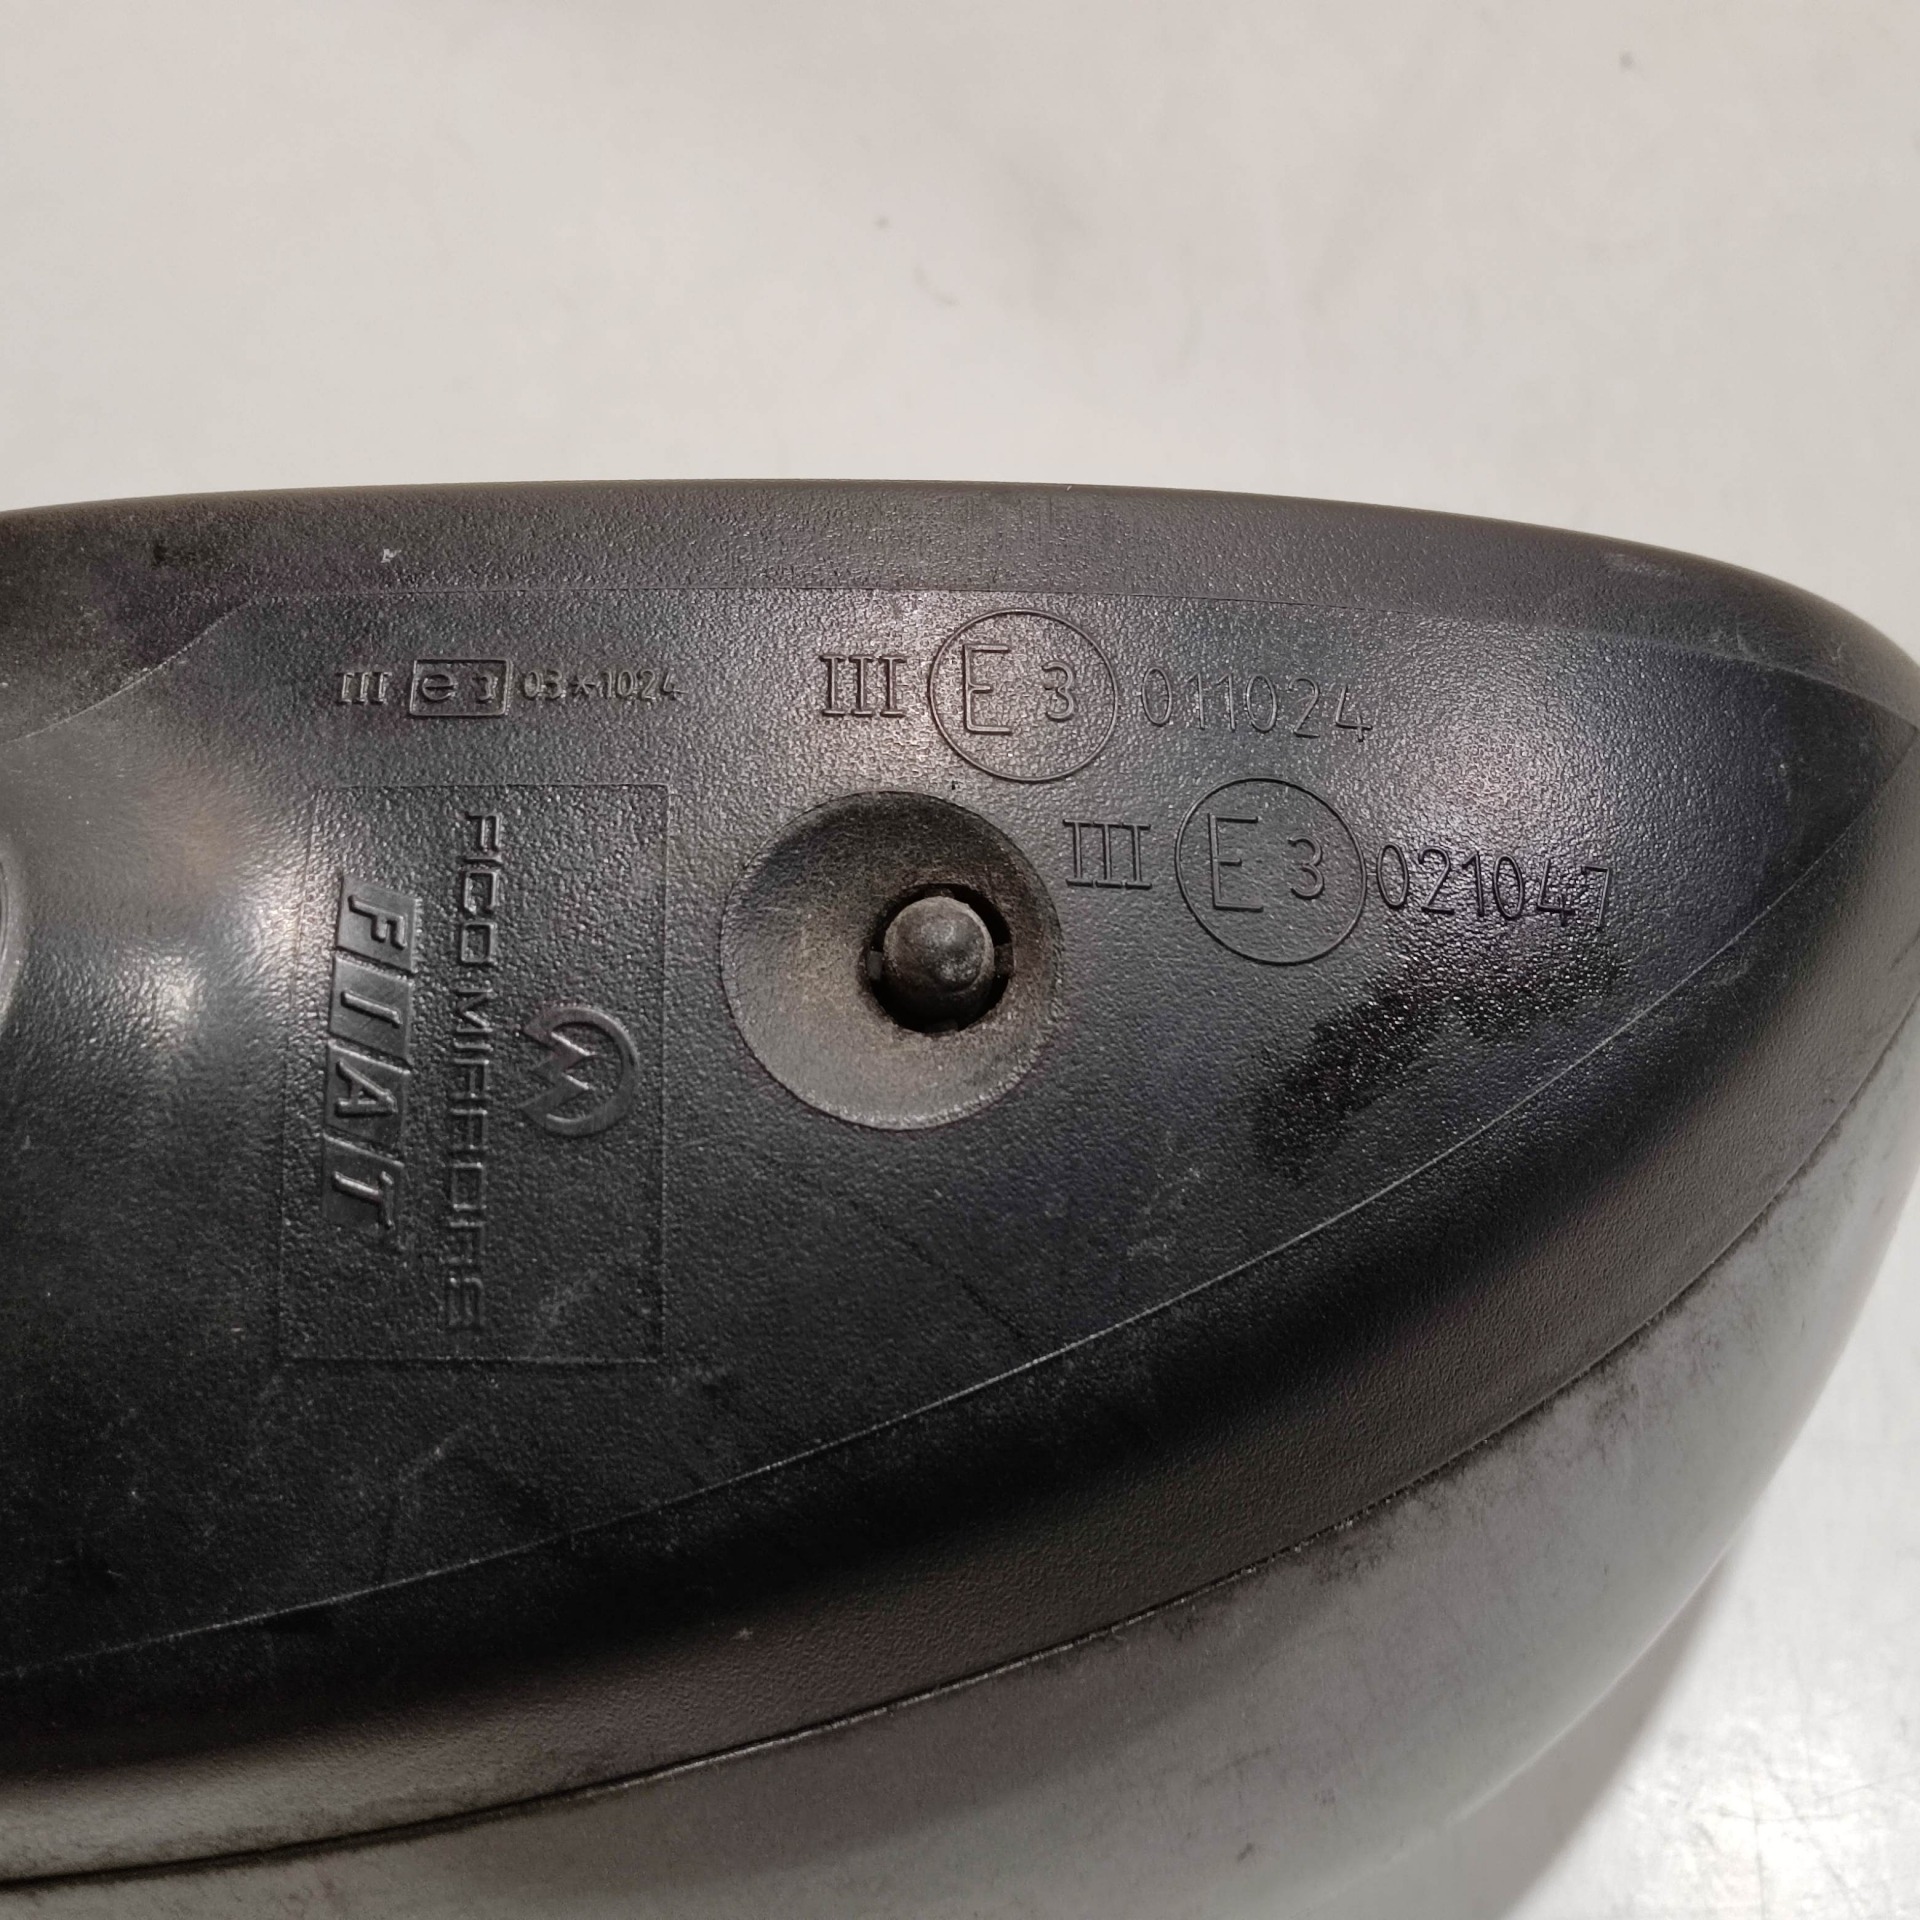 III e3 03*1024
III E3 011024
III E3 021047
FICO MIRRORS
FIAT